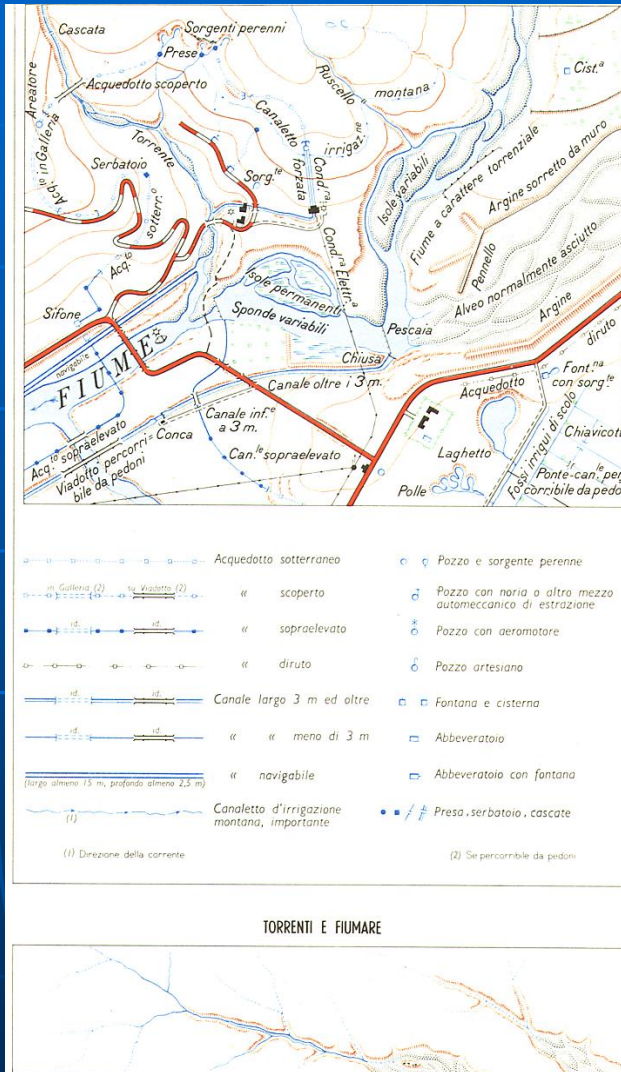 Cascata
Sorgenti perenni
Prese
Acquedotto scoperto
Areatore
Acq.to in Galleria
Torrente
Canaletto
irrigaz.ne
Ruscello
montana
Cist.a
Serbatoio
sotterr.o
Sorg.te
Cond.ra forzata
Cond.ra Elettr.a
Isole variabili
Fiume a carattere torrenziale
Argine sorretto da muro
Pennello
Alveo normalmente asciutto
Argine
Acq.to
Sifone
navigabile
FIUME
Isole permanenti
Sponde variabili
Pescaia
Chiusa
diruto
Canale oltre i 3 m.
Acquedotto
Font.na
con sorg.te
Canale inf.e
a 3 m.
Conca
Acq.to sopraelevato
Viadotto percorri=
bile da pedoni
Can.le sopraelevato
Laghetto
Polle
Fossi irrigui di scolo
Chiavicotti
Ponte-can.le per
corribile da pedo
Acquedotto sotterraneo
in Galleria (2) su Viadotto (2)
« scoperto
id. id.
« sopraelevato
« diruto
id. id.
Canale largo 3 m ed oltre
id. id.
« « meno di 3 m
« « navigabile
(largo almeno 15 m, profondo almeno 2,5 m)
(1)
Canaletto d'irrigazione
montana, importante
(1) Direzione della corrente
Pozzo e sorgente perenne
Pozzo con noria o altro mezzo
automeccanico di estrazione
Pozzo con aeromotore
Pozzo artesiano
Fontana e cisterna
Abbeveratoio
Abbeveratoio con fontana
Presa, serbatoio, cascate
(2) Se percorribile da pedoni
TORRENTI E FIUMARE